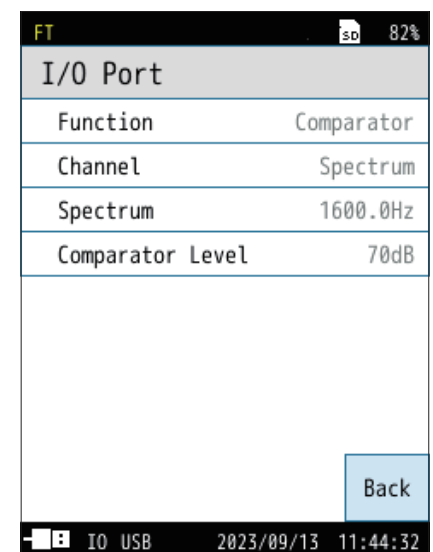 FT SD 82%
I/O Port
Function Comparator
Channel Spectrum
Spectrum 1600.0Hz
Comparator Level 70dB
Back
IO USB 2023/09/13 11:44:32